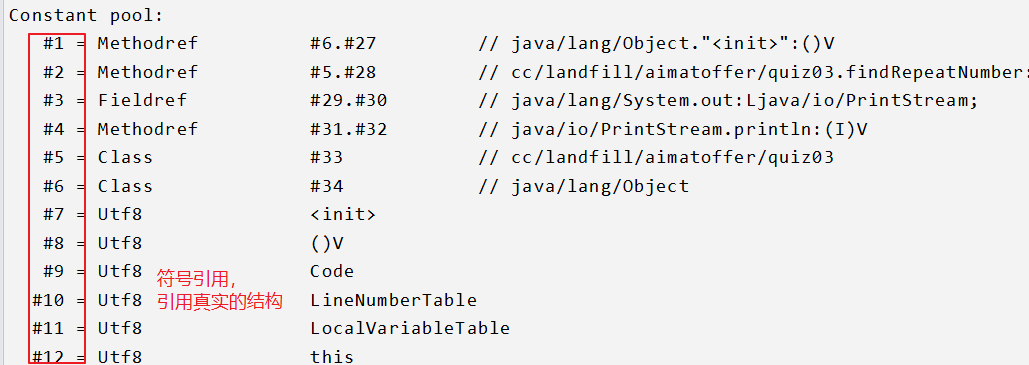 Constant pool:
#1 = Methodref #6.#27 // java/lang/Object."<init>":()V
#2 = Methodref #5.#28 // cc/landfill/aimatoffer/quiz03.findRepeatNumber:
#3 = Fieldref #29.#30 // java/lang/System.out:Ljava/io/PrintStream;
#4 = Methodref #31.#32 // java/io/PrintStream.println:(I)V
#5 = Class #33 // cc/landfill/aimatoffer/quiz03
#6 = Class #34 // java/lang/Object
#7 = Utf8 <init>
#8 = Utf8 ()V
#9 = Utf8 Code
符号引用，
#10 = Utf8 LineNumberTable
引用真实的结构
#11 = Utf8 LocalVariableTable
#12 = Utf8 this